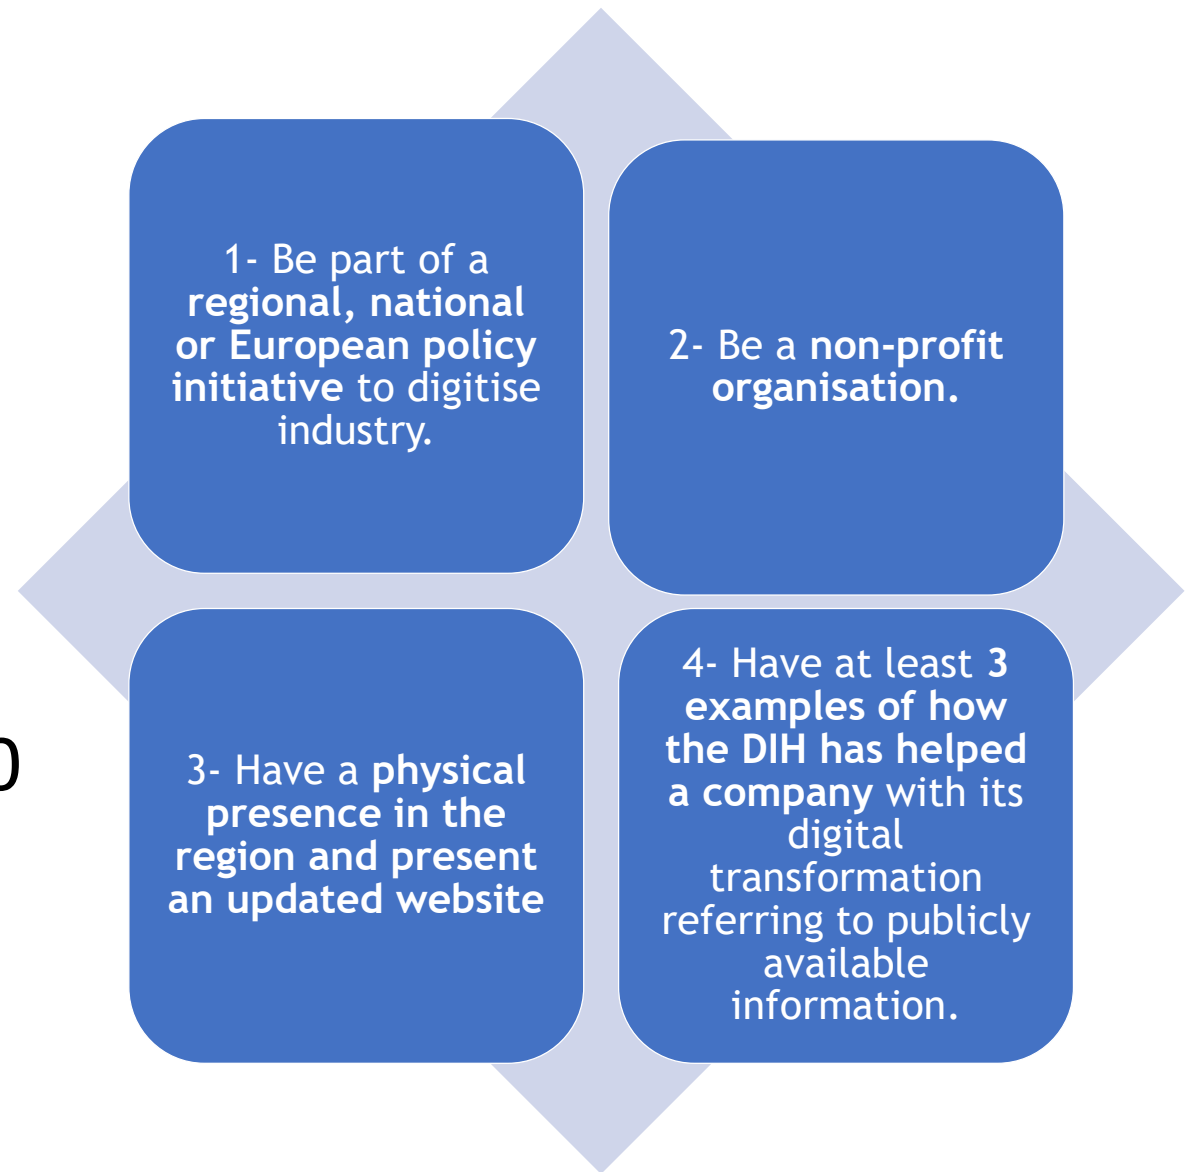 1- Be part of a
regional, national
or European policy
initiative to digitise
industry.
2- Be a non-profit
organisation.
3- Have a physical
presence in the
region and present
an updated website
4- Have at least 3
examples of how
the DIH has helped
a company with its
digital
transformation
referring to publicly
available
information.